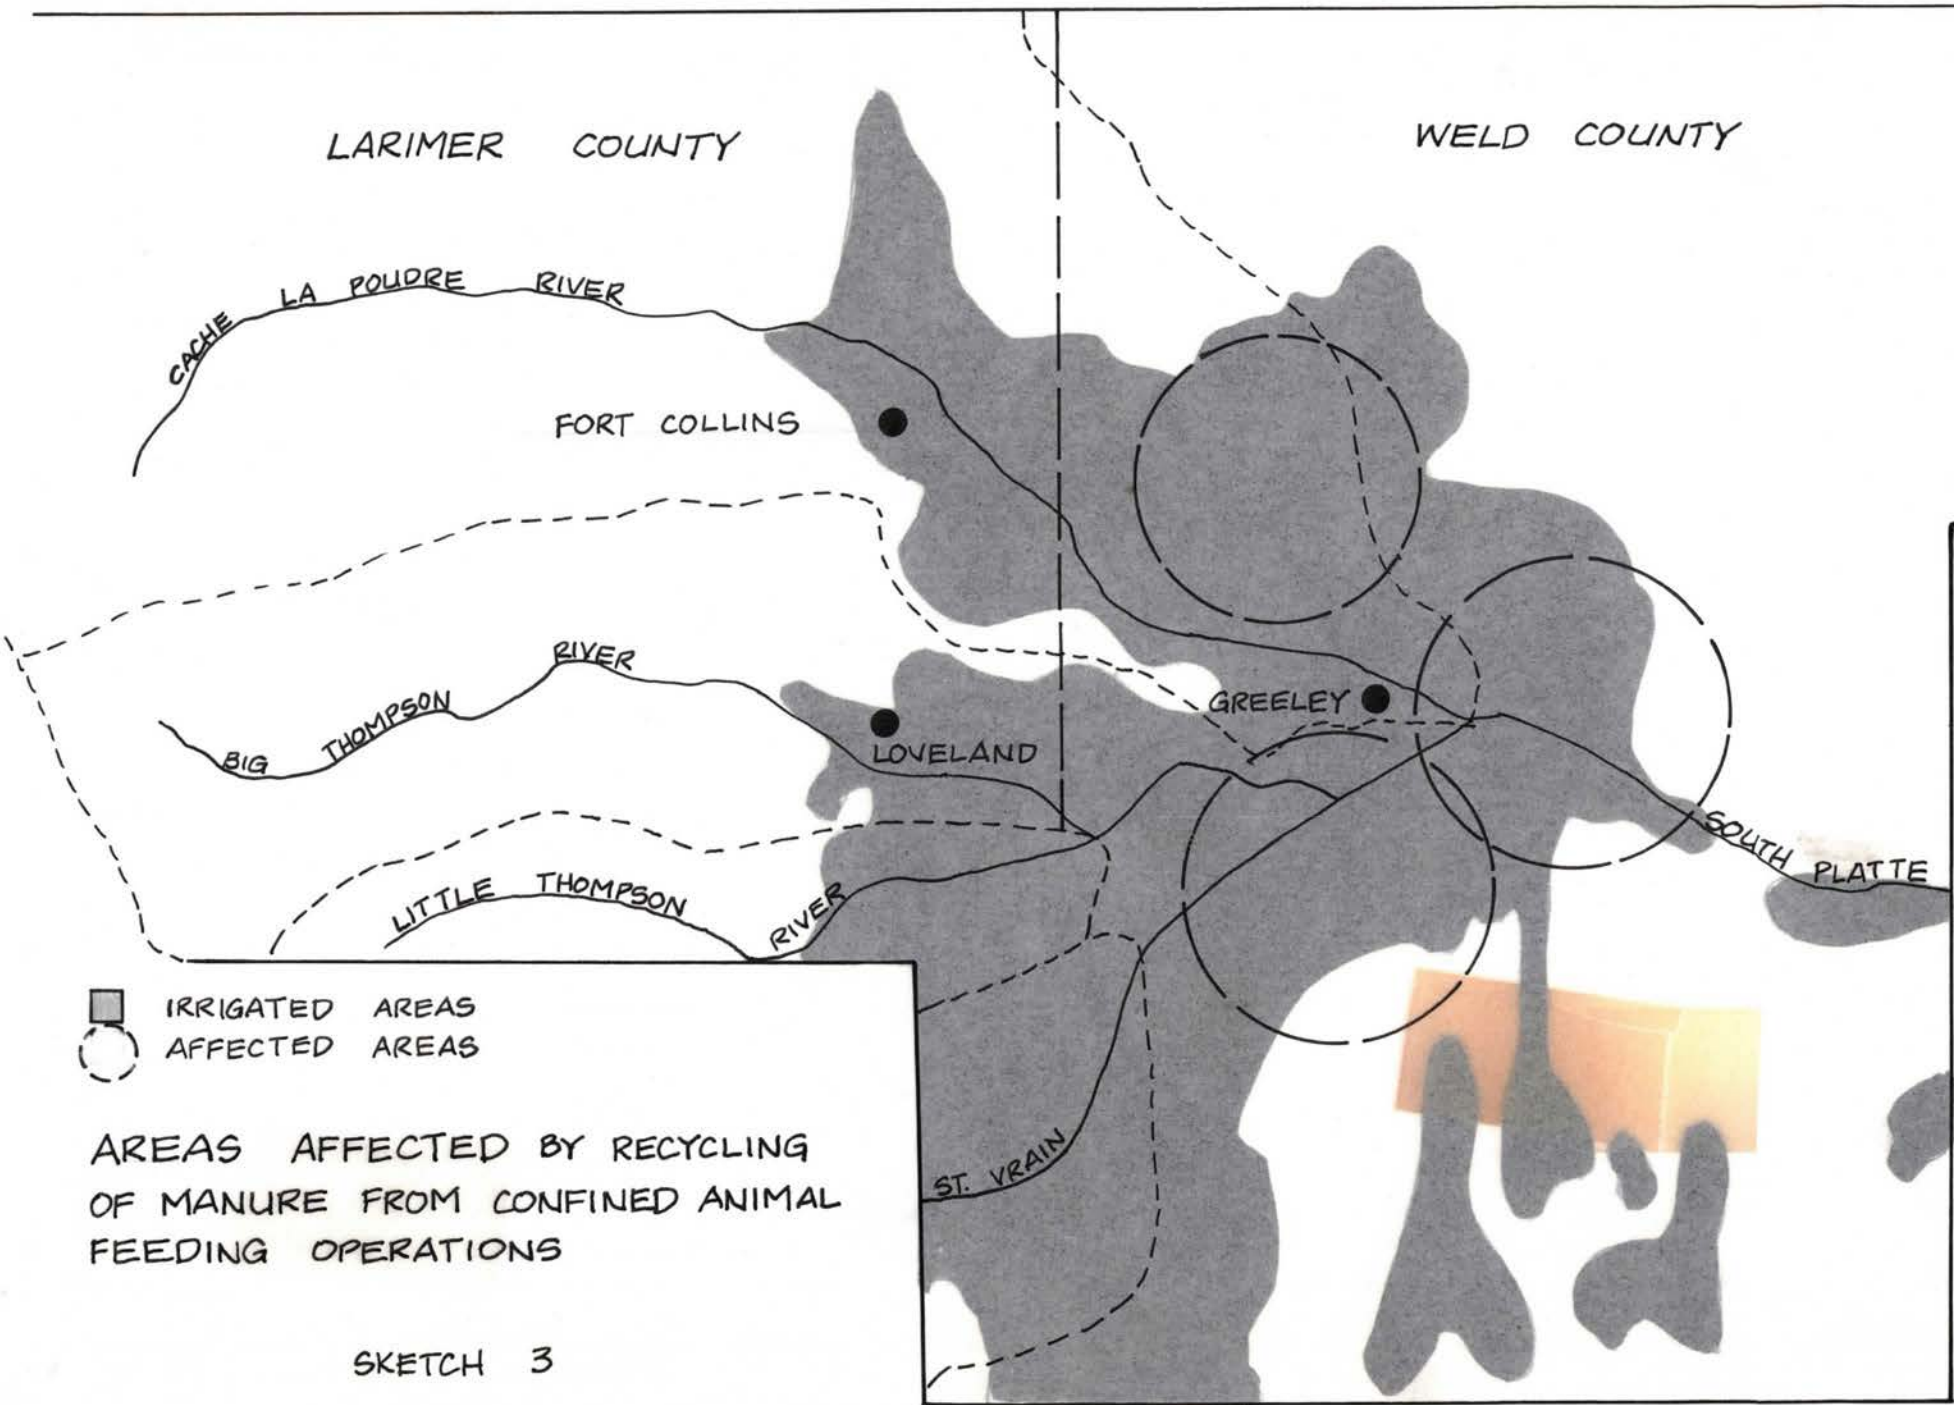 LARIMER COUNTY
WELD COUNTY
CACHE LA POUDRE RIVER
FORT COLLINS
BIG THOMPSON RIVER
GREELEY
LOVELAND
SOUTH PLATTE
LITTLE THOMPSON RIVER
ST. VRAIN
IRRIGATED AREAS
AFFECTED AREAS
AREAS AFFECTED BY RECYCLING
OF MANURE FROM CONFINED ANIMAL
FEEDING OPERATIONS
SKETCH 3